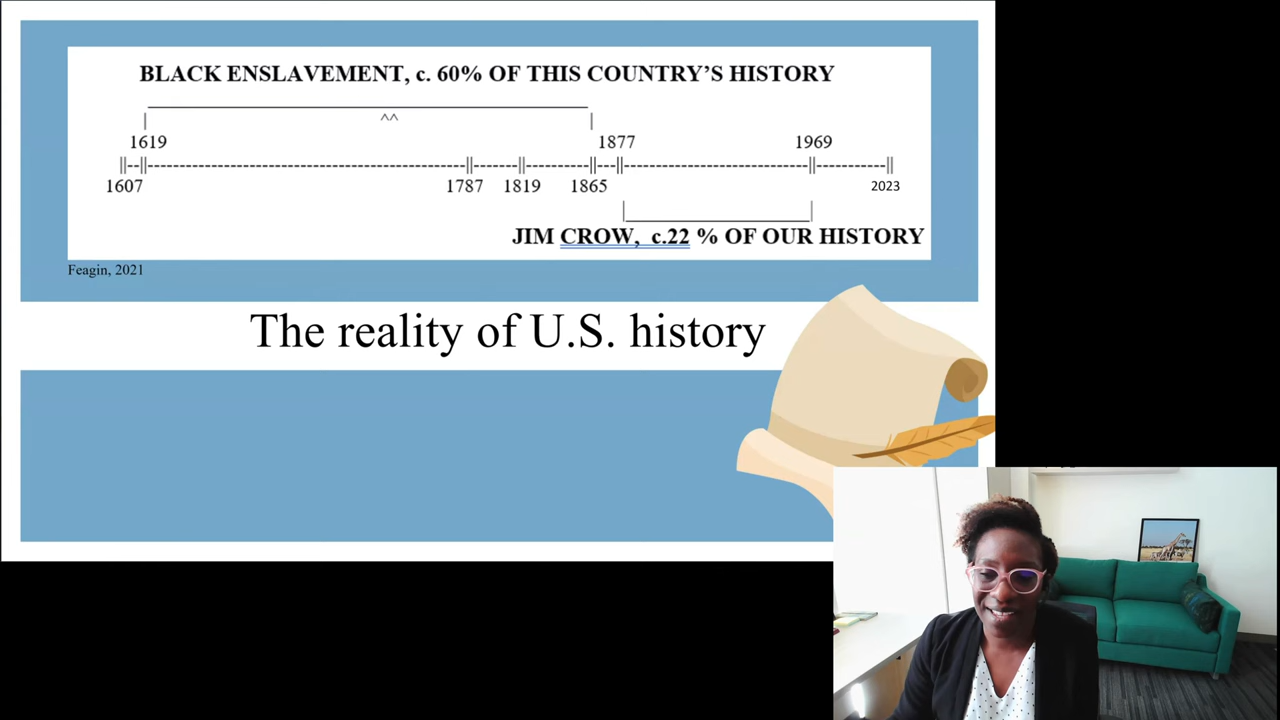 BLACK ENSLAVEMENT, c. 60% OF THIS COUNTRY'S HISTORY
^^
1619 1877 1969
1607 1787 1819 1865 2023
JIM CROW, c.22 % OF OUR HISTORY
Feagin, 2021
The reality of U.S. history